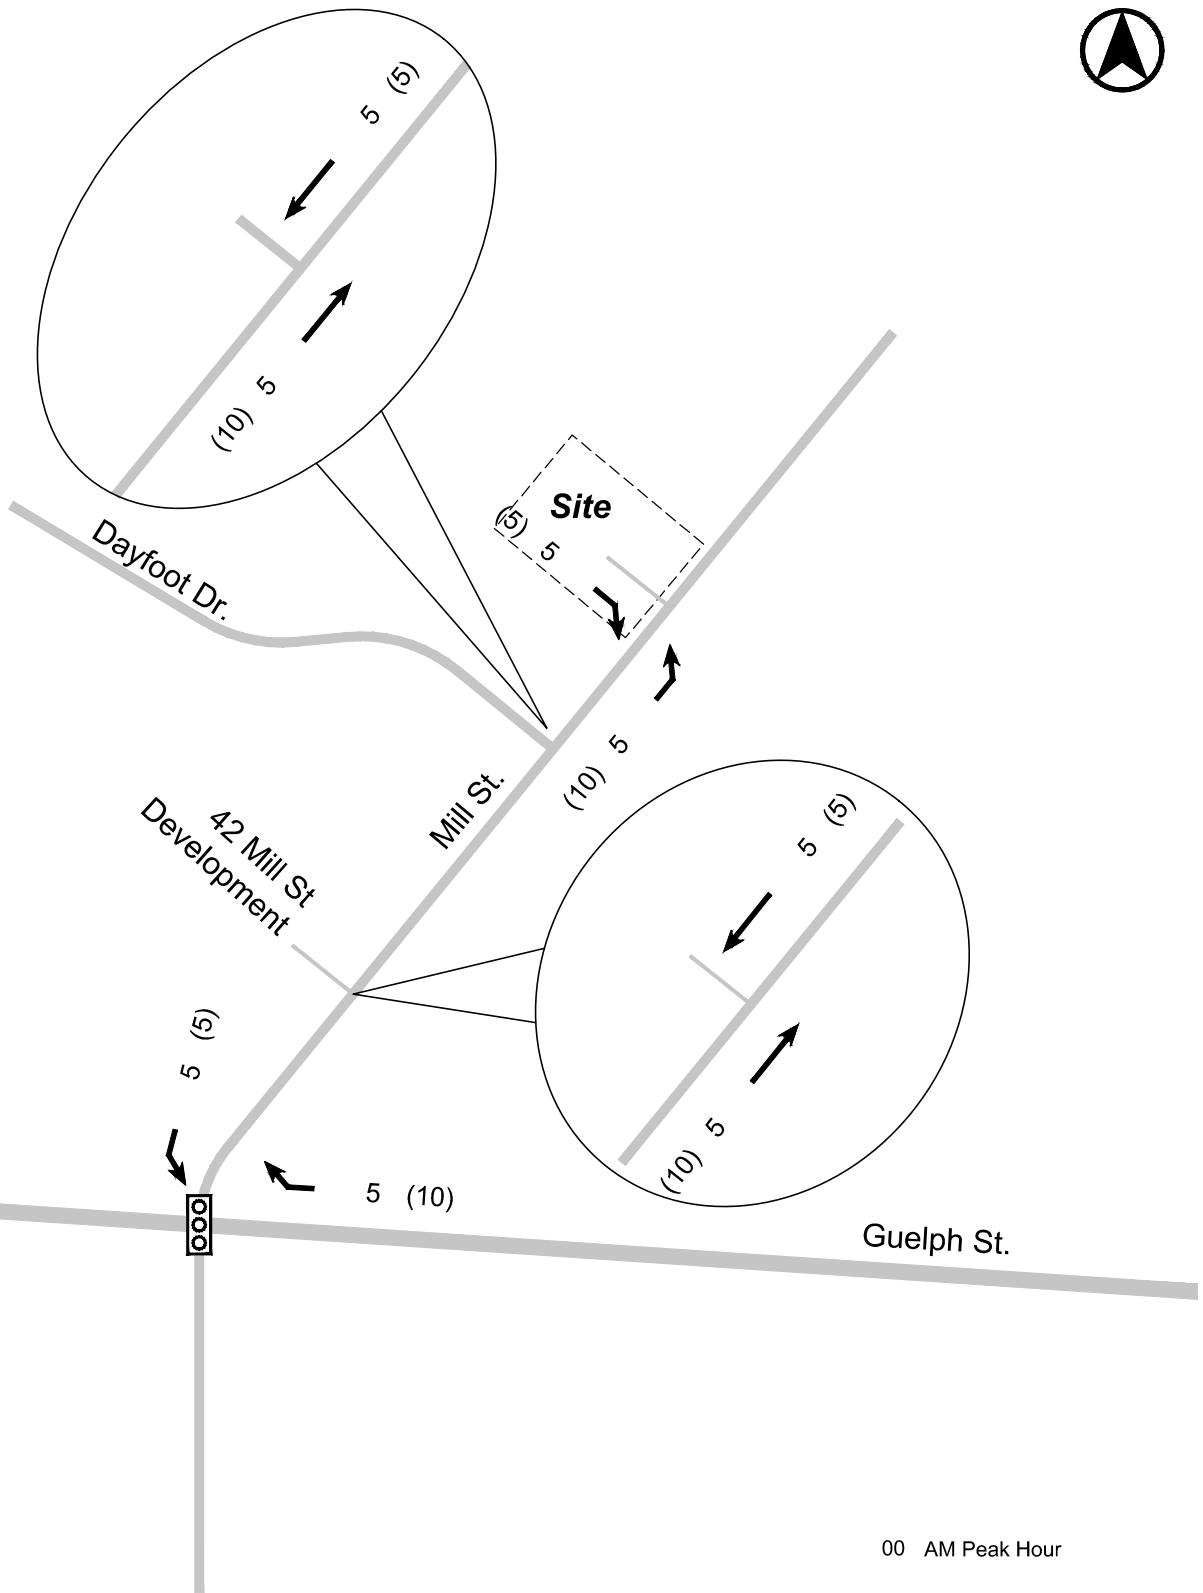 5 (5)
(10) 5
Site
(5) 5
Dayfoot Dr.
(10) 5
Mill St.
5 (5)
42 Mill St
Development
5 (5)
(10) 5
5 (10)
Guelph St.
00 AM Peak Hour